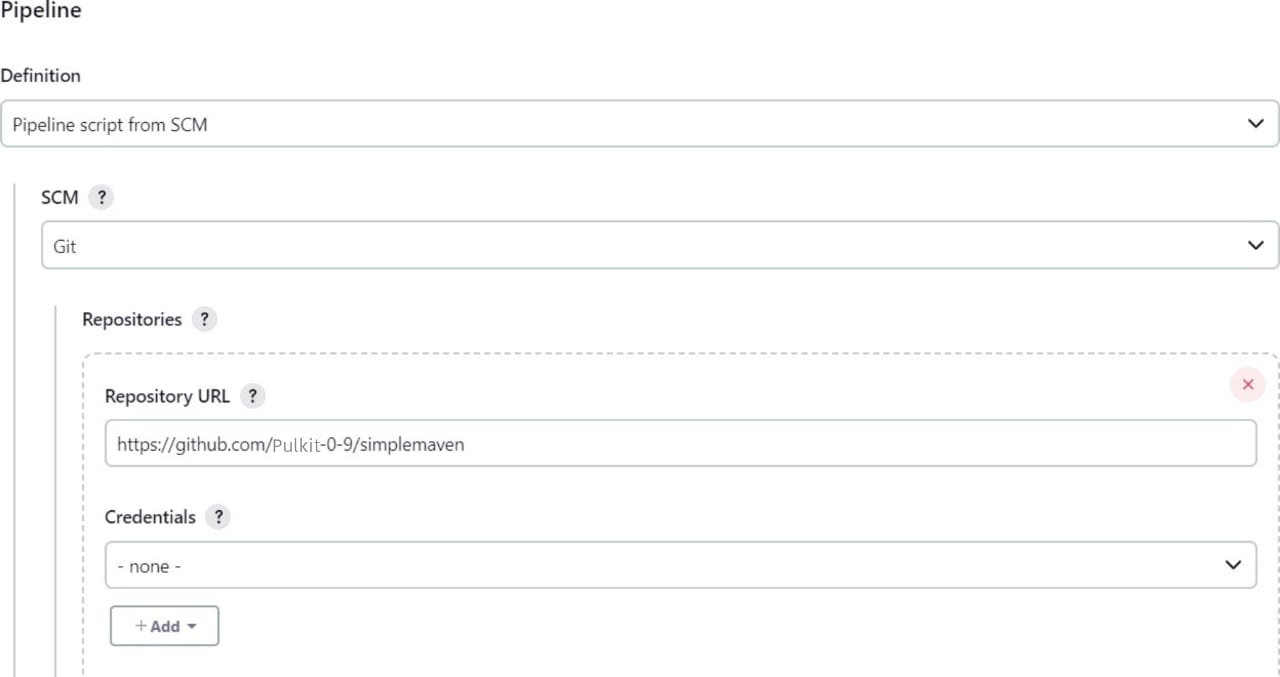 Pipeline
Definition
Pipeline script from SCM
SCM ?
Git
Repositories ?
Repository URL ?
https://github.com/Pulkit-0-9/simplemaven
Credentials ?
- none -
+ Add